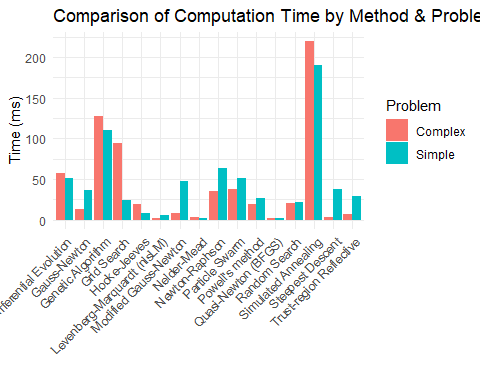 Comparison of Computation Time by Method & Proble
Time (ms)
200
150
100
50
0
Problem
Complex
Simple
ifferential Evolution
Gauss-Newton
Genetic Algorithm
Grid Search
Hooke-Jeeves
Levenberg-Marquardt (nlsLM)
Modified Gauss-Newton
Nelder-Mead
Newton-Raphson
Particle Swarm
Powell's method
Quasi-Newton (BFGS)
Random Search
Simulated Annealing
Steepest Descent
Trust-region Reflective